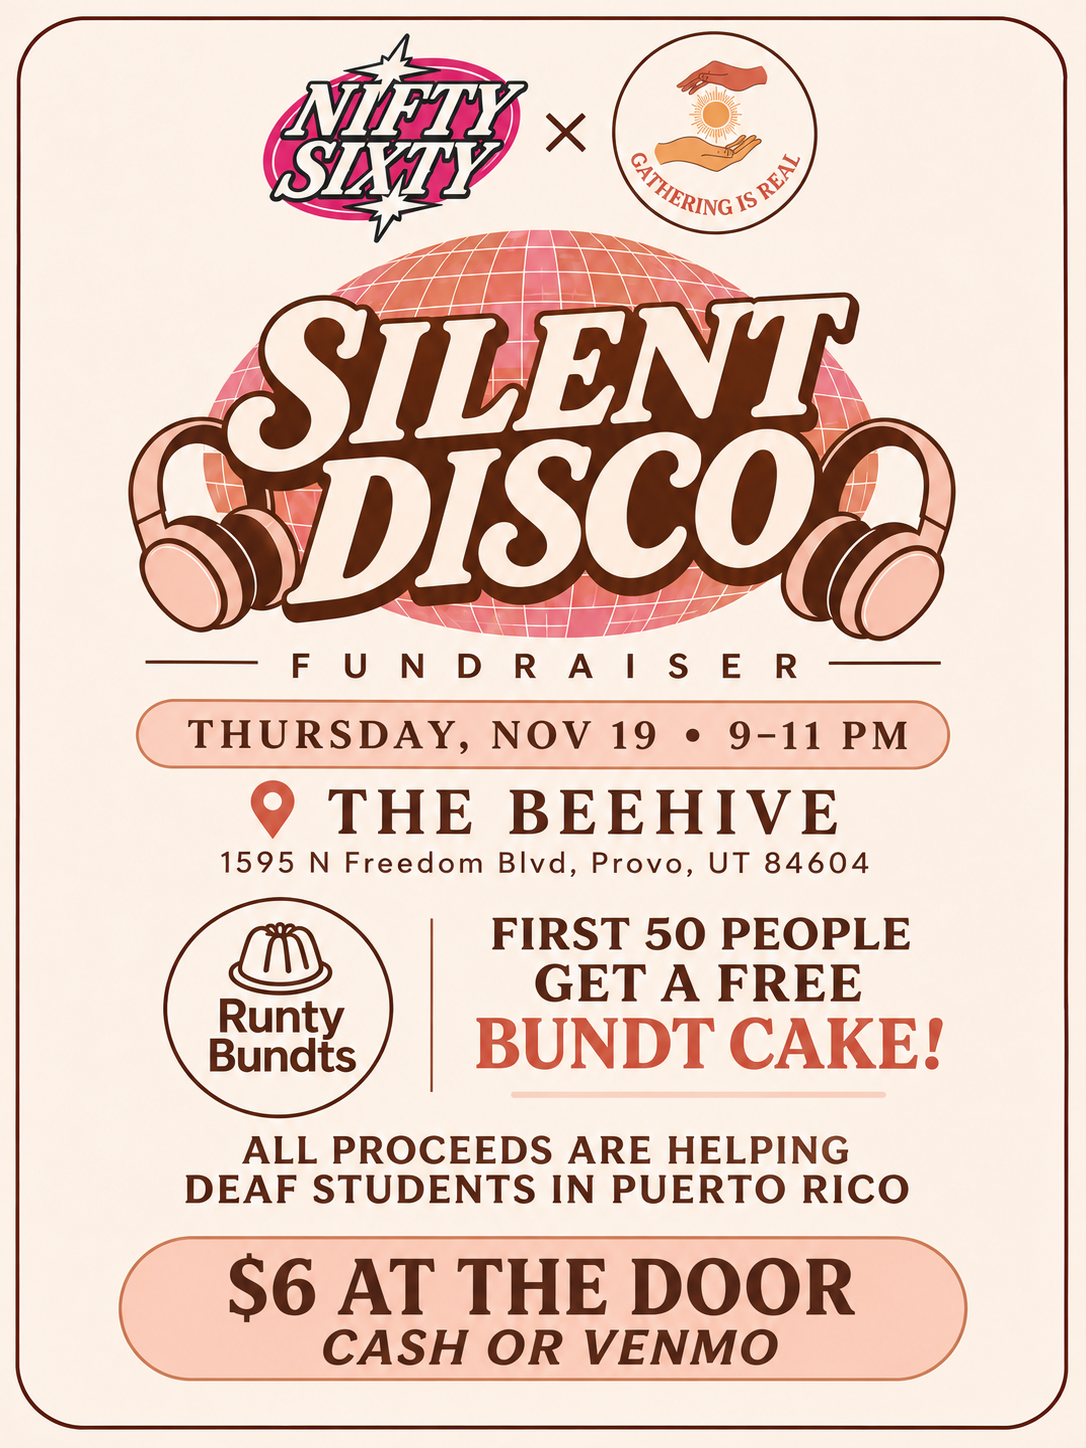 NIFTY
SIXTY
×
GATHERING IS REAL
SILENT
DISCO
FUNDRAISER
THURSDAY, NOV 19 • 9–11 PM
THE BEEHIVE
1595 N Freedom Blvd, Provo, UT 84604
Runty
Bundts
FIRST 50 PEOPLE
GET A FREE
BUNDT CAKE!
ALL PROCEEDS ARE HELPING
DEAF STUDENTS IN PUERTO RICO
$6 AT THE DOOR
CASH OR VENMO